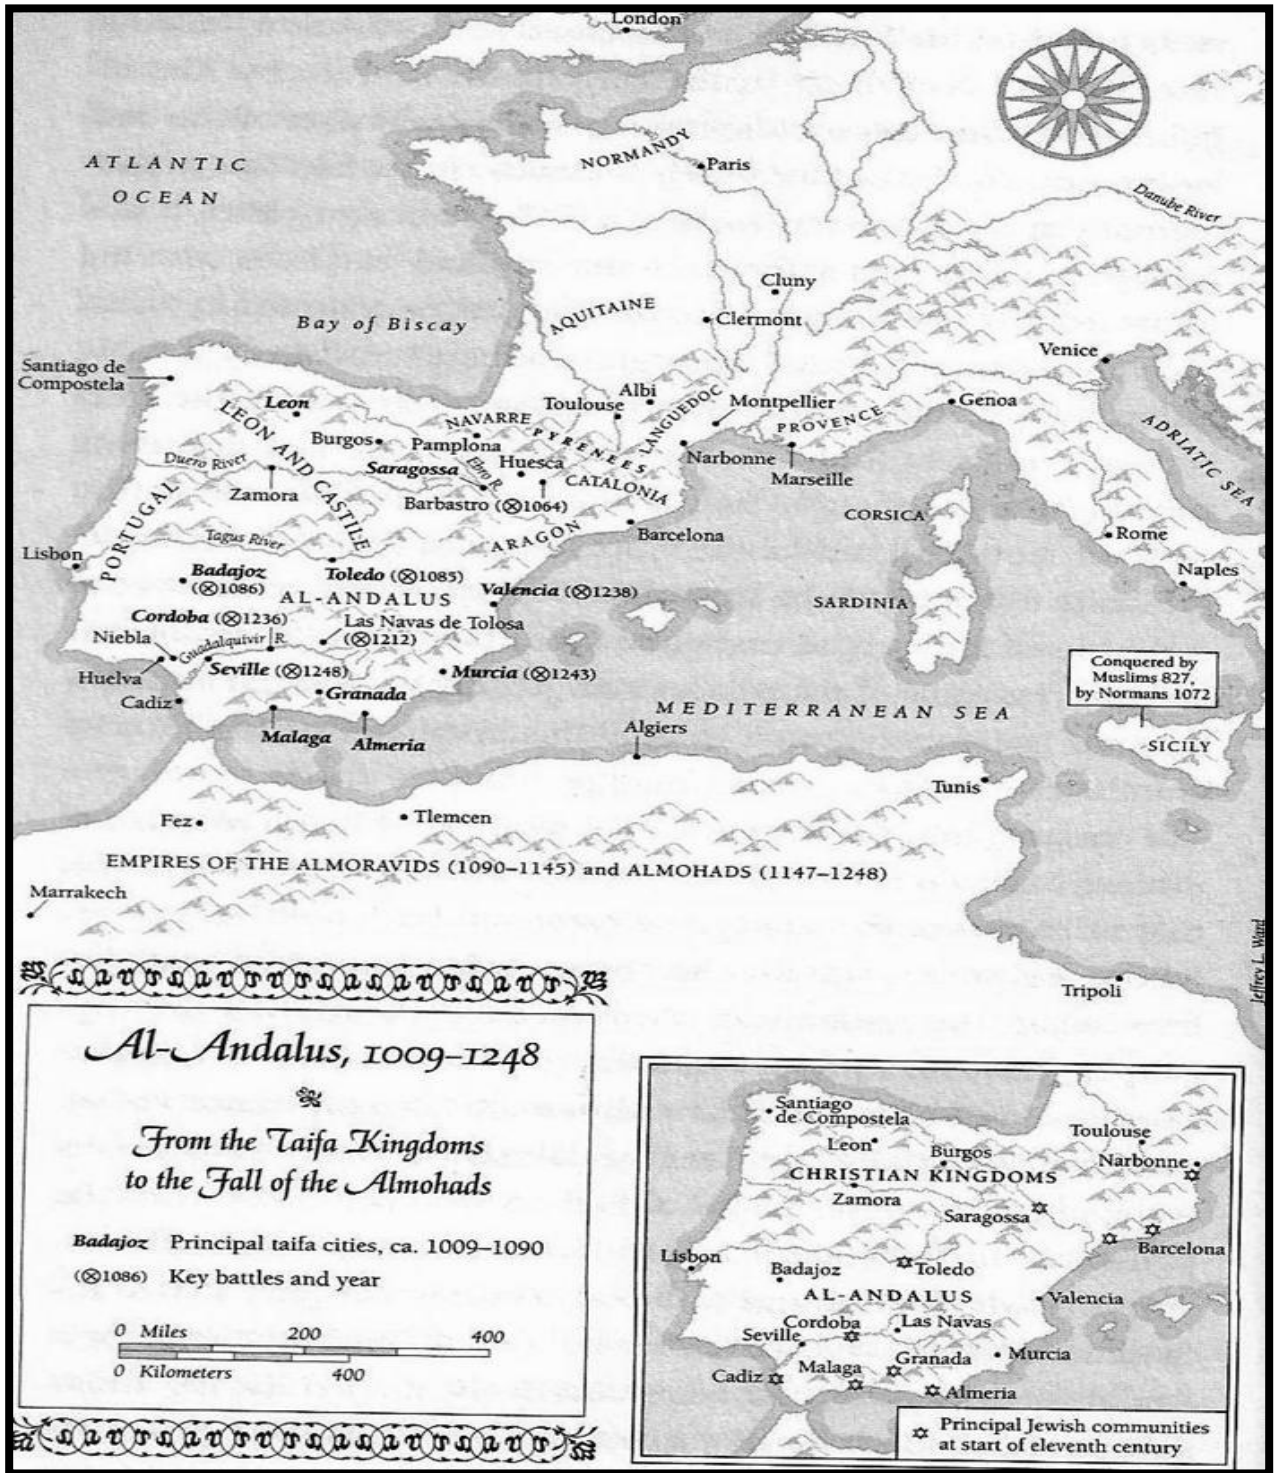 London
NORMANDY
Paris
ATLANTIC
OCEAN
Danube River
Cluny
AQUITAINE
Clermont
Bay of Biscay
Venice
Santiago de
Compostela
Albi
Leon
Toulouse
LANGUEDOC
Montpellier
Genoa
NAVARRE
PROVENCE
LEON AND CASTILE
PYRENEES
ADRIATIC SEA
Burgos
Pamplona
Narbonne
Duero River
Saragossa
Ebro R.
Huesca
Marseille
CATALONIA
Zamora
Barbastro (⊗1064)
PORTUGAL
CORSICA
ARAGON
Barcelona
Rome
Tagus River
Lisbon
Naples
Badajoz
(⊗1086)
Toledo (⊗1085)
Valencia (⊗1238)
AL-ANDALUS
SARDINIA
Cordoba (⊗1236)
Las Navas de Tolosa
(⊗1212)
Niebla
Guadalquivir R.
Conquered by
Muslims 827,
by Normans 1072
Seville (⊗1248)
Murcia (⊗1243)
Huelva
Granada
Cadiz
MEDITERRANEAN SEA
Malaga
Almeria
Algiers
SICILY
Tunis
Fez
Tlemcen
EMPIRES OF THE ALMORAVIDS (1090–1145) and ALMOHADS (1147–1248)
Marrakech
Jeffrey L. Ward
Tripoli
Al-Andalus, 1009–1248
From the Taifa Kingdoms
to the Fall of the Almohads
Badajoz Principal taifa cities, ca. 1009–1090
(⊗1086) Key battles and year
0 Miles 200 400
0 Kilometers 400
Santiago
de Compostela
Toulouse
Leon
Burgos
Narbonne
CHRISTIAN KINGDOMS
Zamora
Saragossa
Barcelona
Lisbon
Badajoz
Toledo
AL-ANDALUS
Valencia
Cordoba
Las Navas
Seville
Granada
Murcia
Malaga
Cadiz
Almeria
Principal Jewish communities
at start of eleventh century